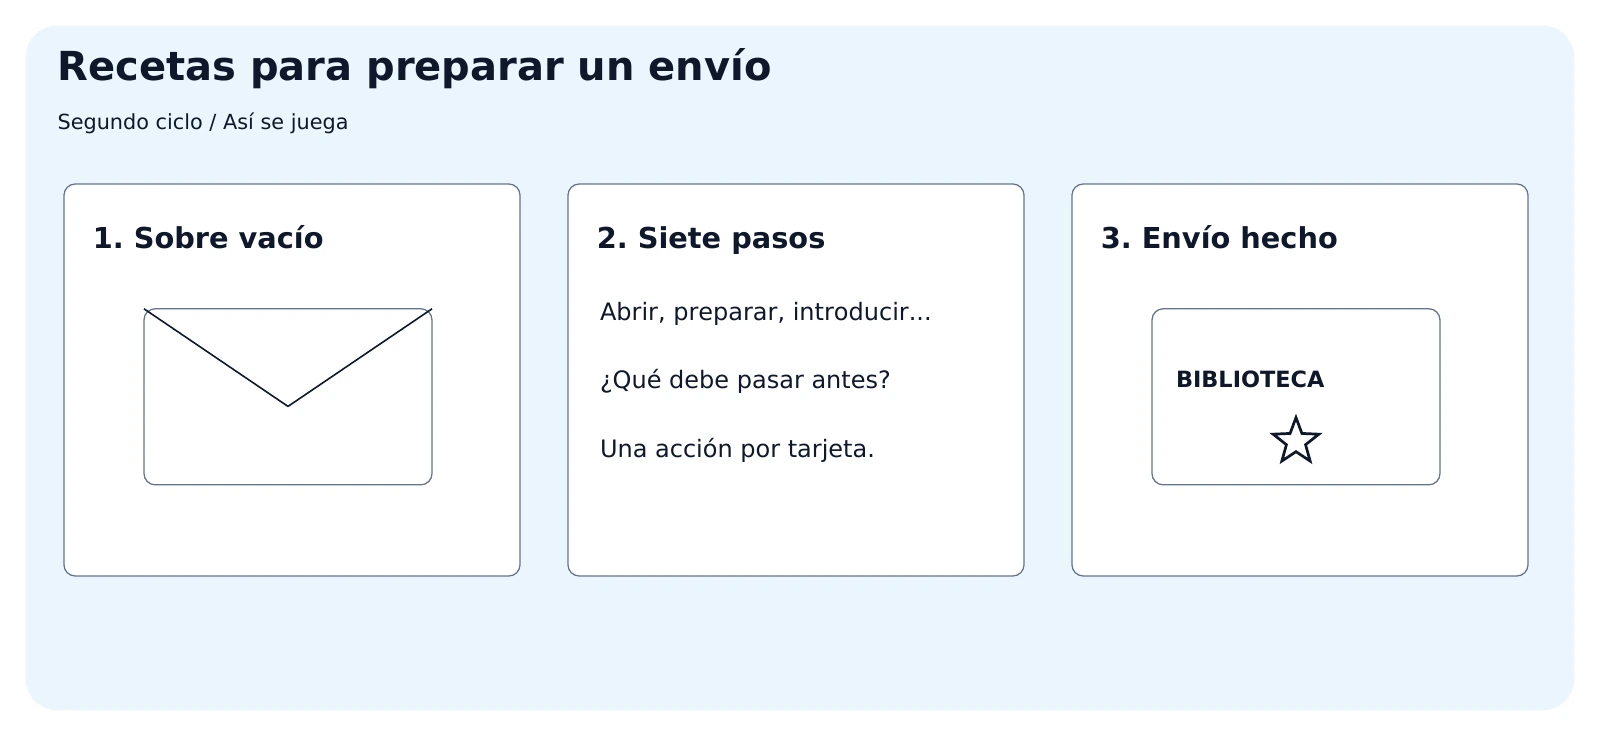 Recetas para preparar un envío
Segundo ciclo / Así se juega
1. Sobre vacío
2. Siete pasos
Abrir, preparar, introducir...
¿Qué debe pasar antes?
Una acción por tarjeta.
3. Envío hecho
BIBLIOTECA